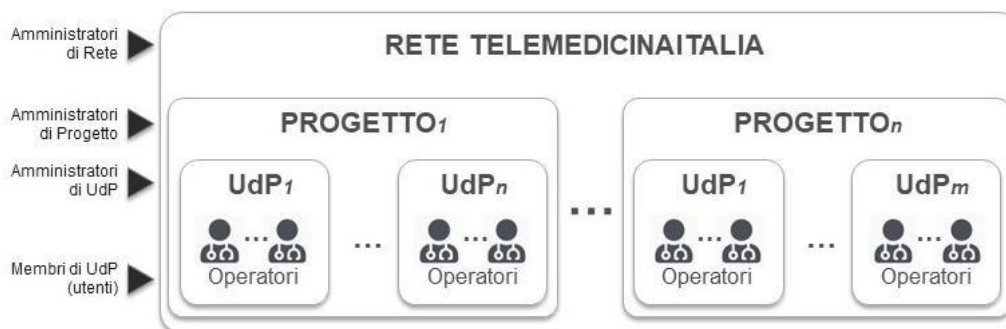 Amministratori
di Rete
RETE TELEMEDICINAITALIA
Amministratori
di Progetto
PROGETTO1
PROGETTOn
Amministratori
di UdP
UdP1
UdPn
UdP1
UdPm
...
...
...
...
...
...
...
Membri di UdP
(utenti)
Operatori
Operatori
Operatori
Operatori